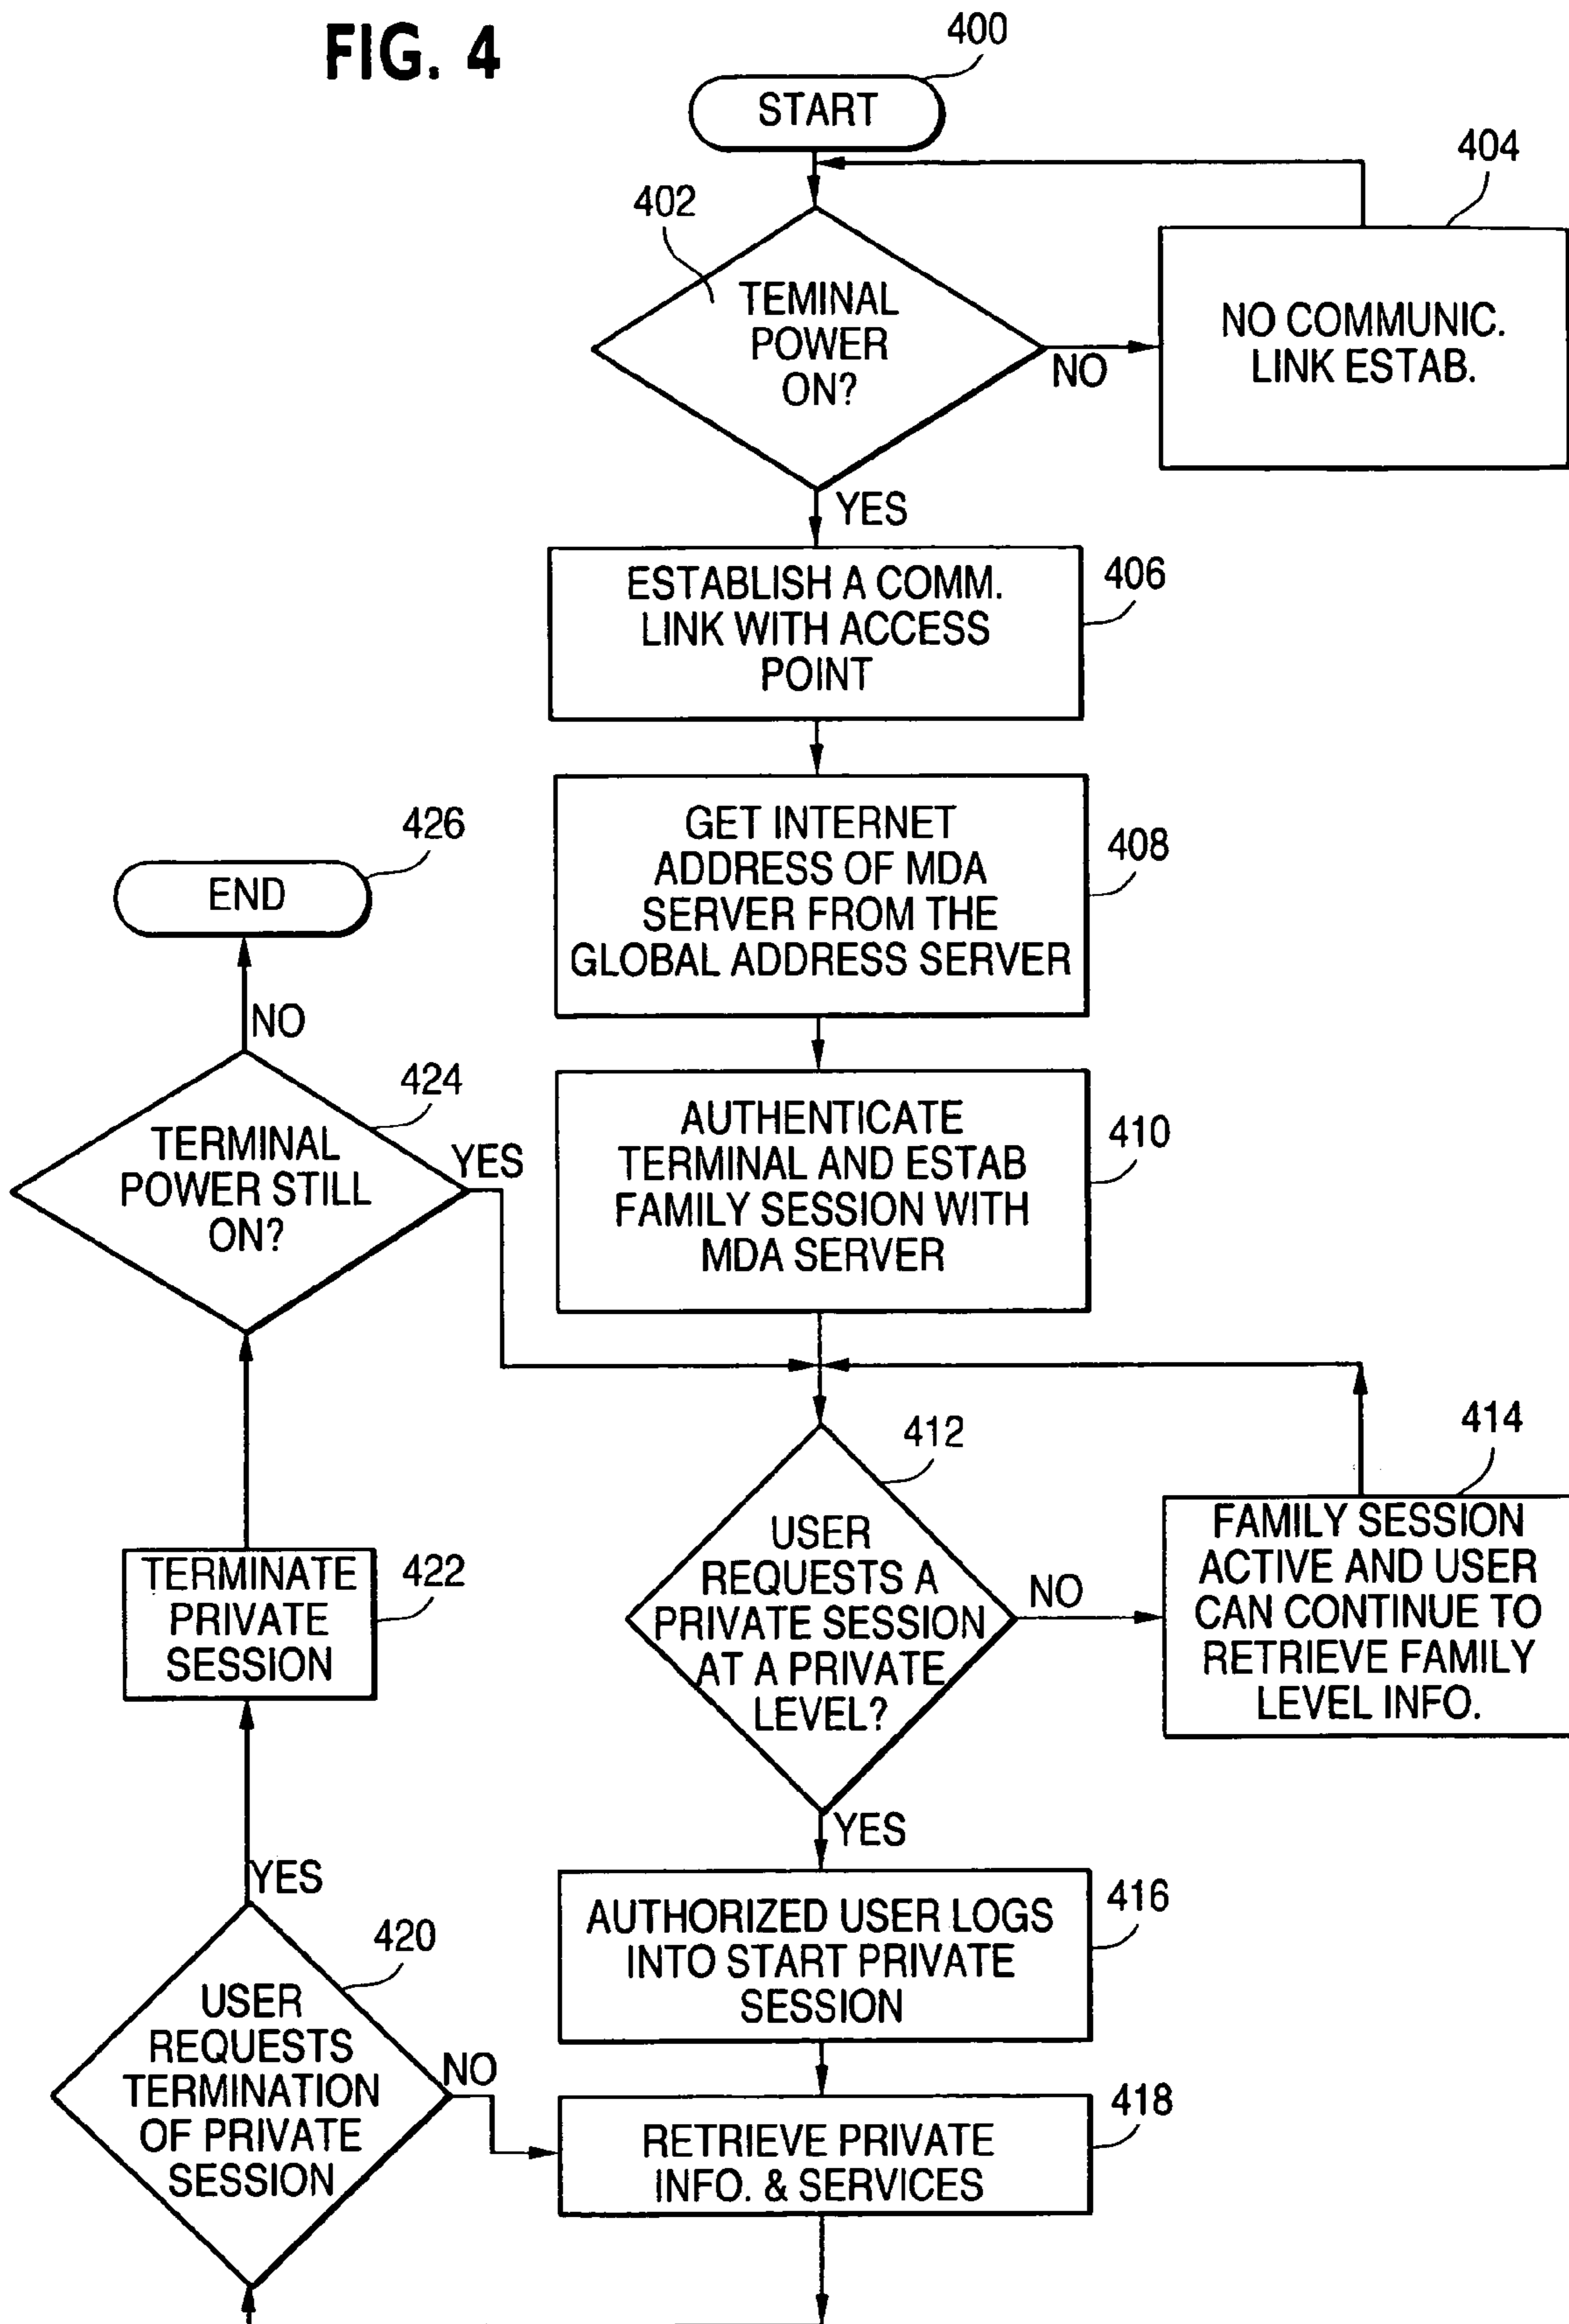 FIG. 4
400
START
404
402
TEMINAL
POWER
ON?
NO
NO COMMUNIC.
LINK ESTAB.
YES
ESTABLISH A COMM.
LINK WITH ACCESS
POINT
406
GET INTERNET
ADDRESS OF MDA
SERVER FROM THE
GLOBAL ADDRESS SERVER
408
426
END
NO
424
TERMINAL
POWER STILL
ON?
YES
AUTHENTICATE
TERMINAL AND ESTAB
FAMILY SESSION WITH
MDA SERVER
410
412
USER
REQUESTS A
PRIVATE SESSION
AT A PRIVATE
LEVEL?
NO
414
FAMILY SESSION
ACTIVE AND USER
CAN CONTINUE TO
RETRIEVE FAMILY
LEVEL INFO.
TERMINATE
PRIVATE
SESSION
422
YES
YES
AUTHORIZED USER LOGS
INTO START PRIVATE
SESSION
416
420
USER
REQUESTS
TERMINATION
OF PRIVATE
SESSION
NO
RETRIEVE PRIVATE
INFO. & SERVICES
418